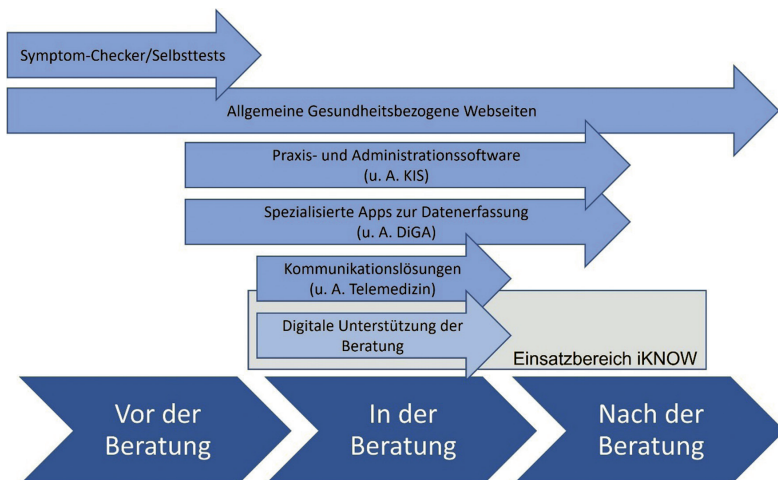 Symptom-Checker/Selbsttests
Allgemeine Gesundheitsbezogene Webseiten
Praxis- und Administrationssoftware
(u. A. KIS)
Spezialisierte Apps zur Datenerfassung
(u. A. DiGA)
Kommunikationslösungen
(u. A. Telemedizin)
Digitale Unterstützung der
Beratung
Einsatzbereich iKNOW
Vor der
Beratung
In der
Beratung
Nach der
Beratung